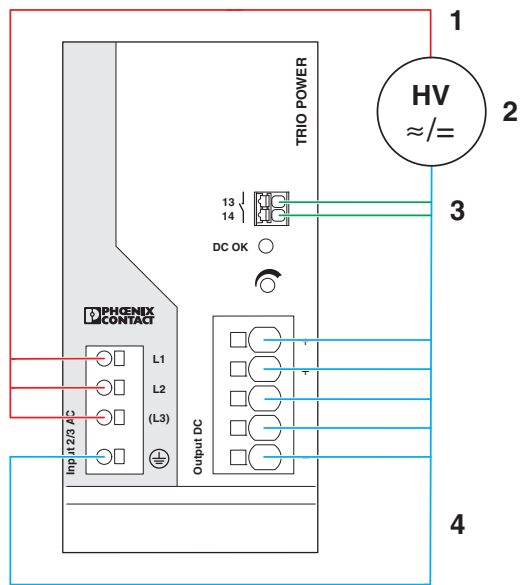 1
HV
≈/=
2
TRIO POWER
13
14
3
DC OK
PHŒNIX
CONTACT
L1
L2
(L3)
Input 2/3 AC
Output DC
+
+
–
4